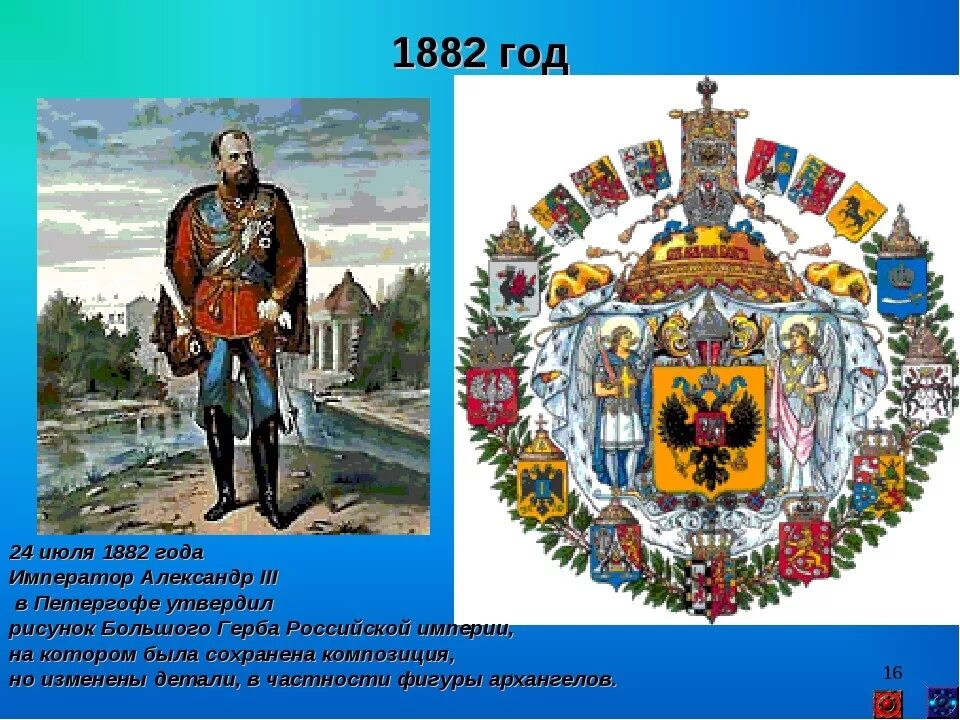 1882 год
24 июля 1882 года
Император Александр III
в Петергофе утвердил
рисунок Большого Герба Российской империи,
на котором была сохранена композиция,
но изменены детали, в частности фигуры архангелов.
16